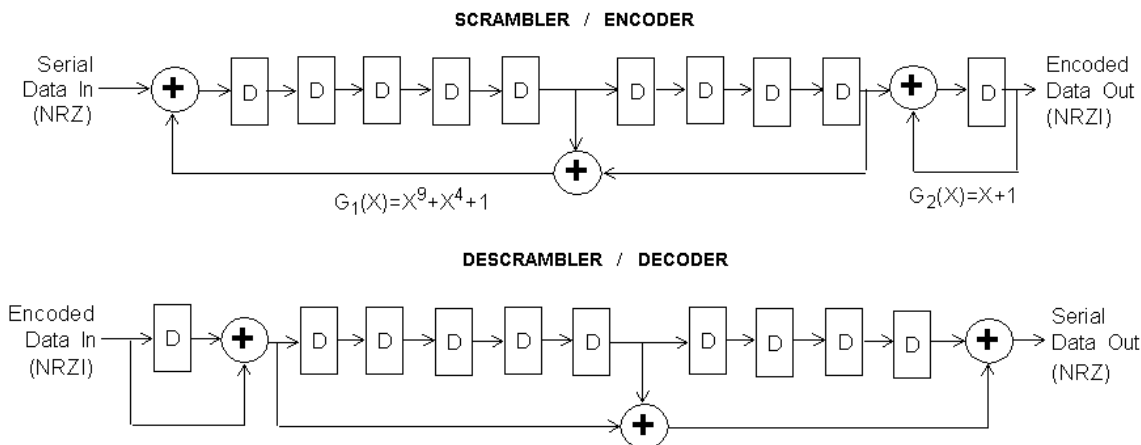 SCRAMBLER / ENCODER
Serial
Data In
(NRZ)
+
D
D
D
D
D
D
D
D
D
+
D
Encoded
Data Out
(NRZI)
+
G₁(X)=X⁹+X⁴+1
G₂(X)=X+1
DESCRAMBLER / DECODER
Encoded
Data In
(NRZI)
D
+
D
D
D
D
D
D
D
D
D
+
Serial
Data Out
(NRZ)
+